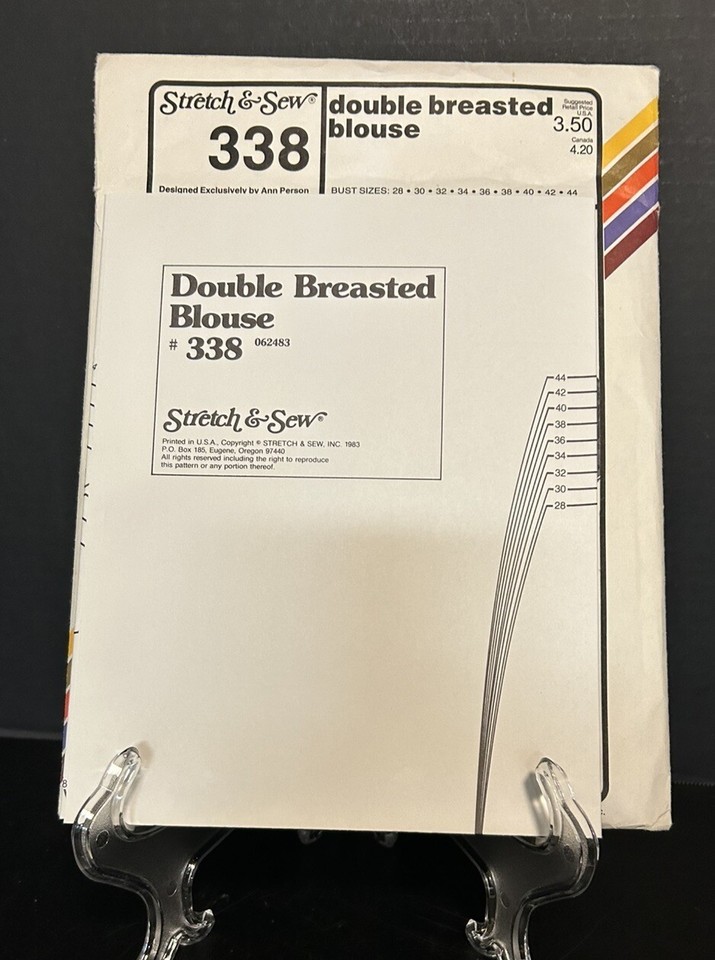 Stretch & Sew®
338
Designed Exclusively by Ann Person
double breasted
blouse
Suggested
Retail Price
U.S.A.
3.50
Canada
4.20
BUST SIZES: 28 • 30 • 32 • 34 • 36 • 38 • 40 • 42 • 44
Double Breasted
Blouse
# 338 062483
Stretch & Sew®
Printed in U.S.A., Copyright © STRETCH & SEW, INC. 1983
P.O. Box 185, Eugene, Oregon 97440
All rights reserved including the right to reproduce
this pattern or any portion thereof.
44
42
40
38
36
34
32
30
28